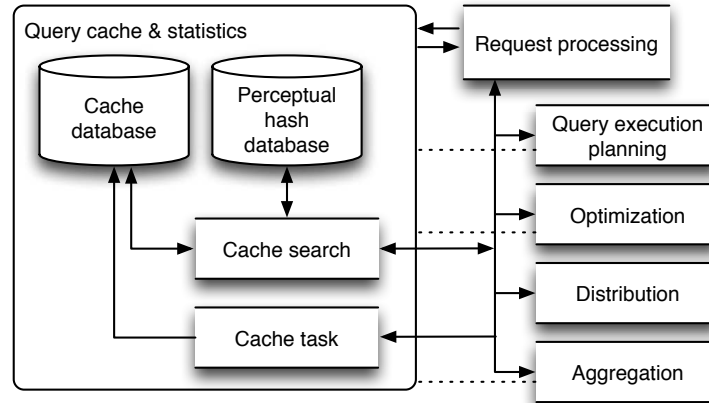 Query cache & statistics
Request processing
Cache
database
Perceptual
hash
database
Query execution
planning
Optimization
Cache search
Distribution
Cache task
Aggregation